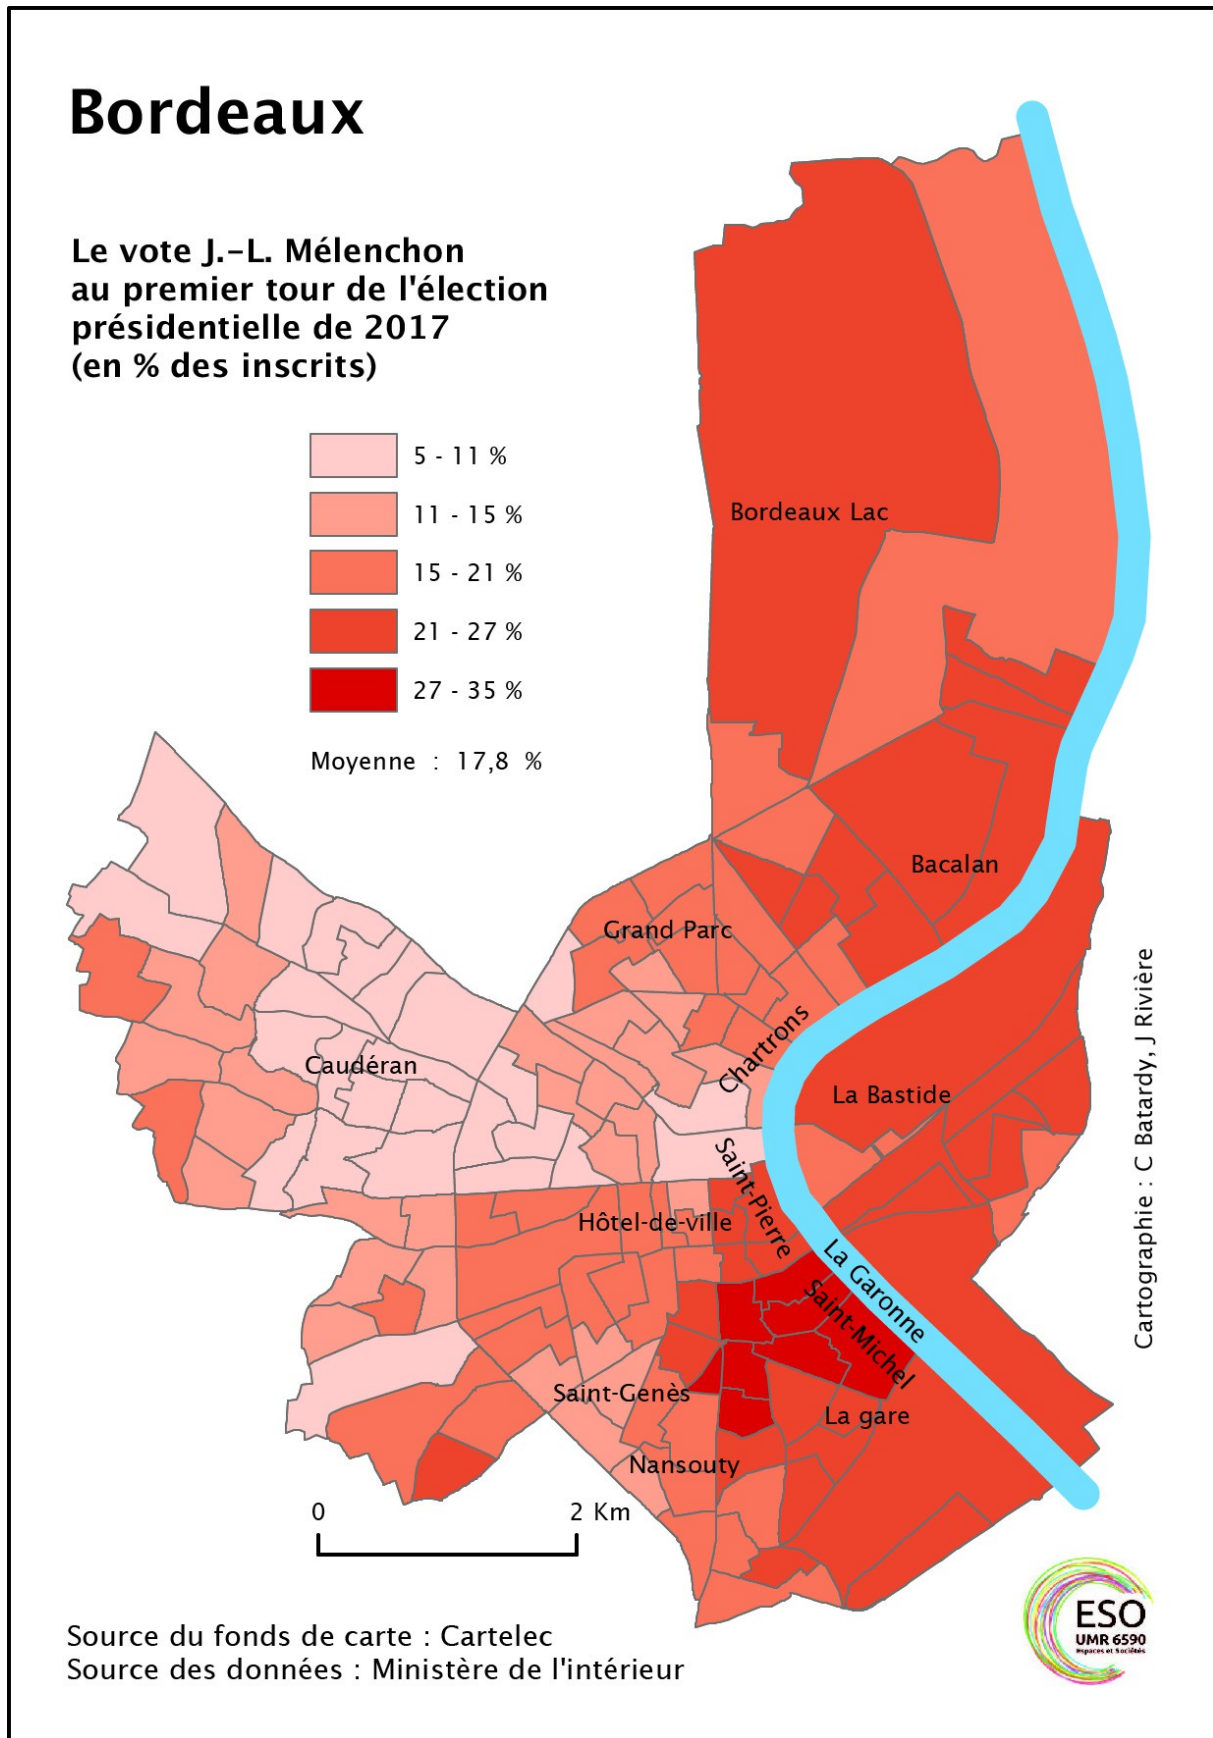 Bordeaux
Le vote J.-L. Mélenchon
au premier tour de l'élection
présidentielle de 2017
(en % des inscrits)
5 - 11 %
11 - 15 %
15 - 21 %
21 - 27 %
27 - 35 %
Moyenne : 17,8 %
Bordeaux Lac
Bacalan
Grand Parc
Chartrons
Caudéran
La Bastide
Saint-Pierre
Hôtel-de-ville
La Garonne
Saint-Michel
Saint-Genès
La gare
Nansouty
Cartographie : C Batardy, J Rivière
0 2 Km
Source du fonds de carte : Cartelec
Source des données : Ministère de l'intérieur
ESO
UMR 6590
Espaces et Sociétés